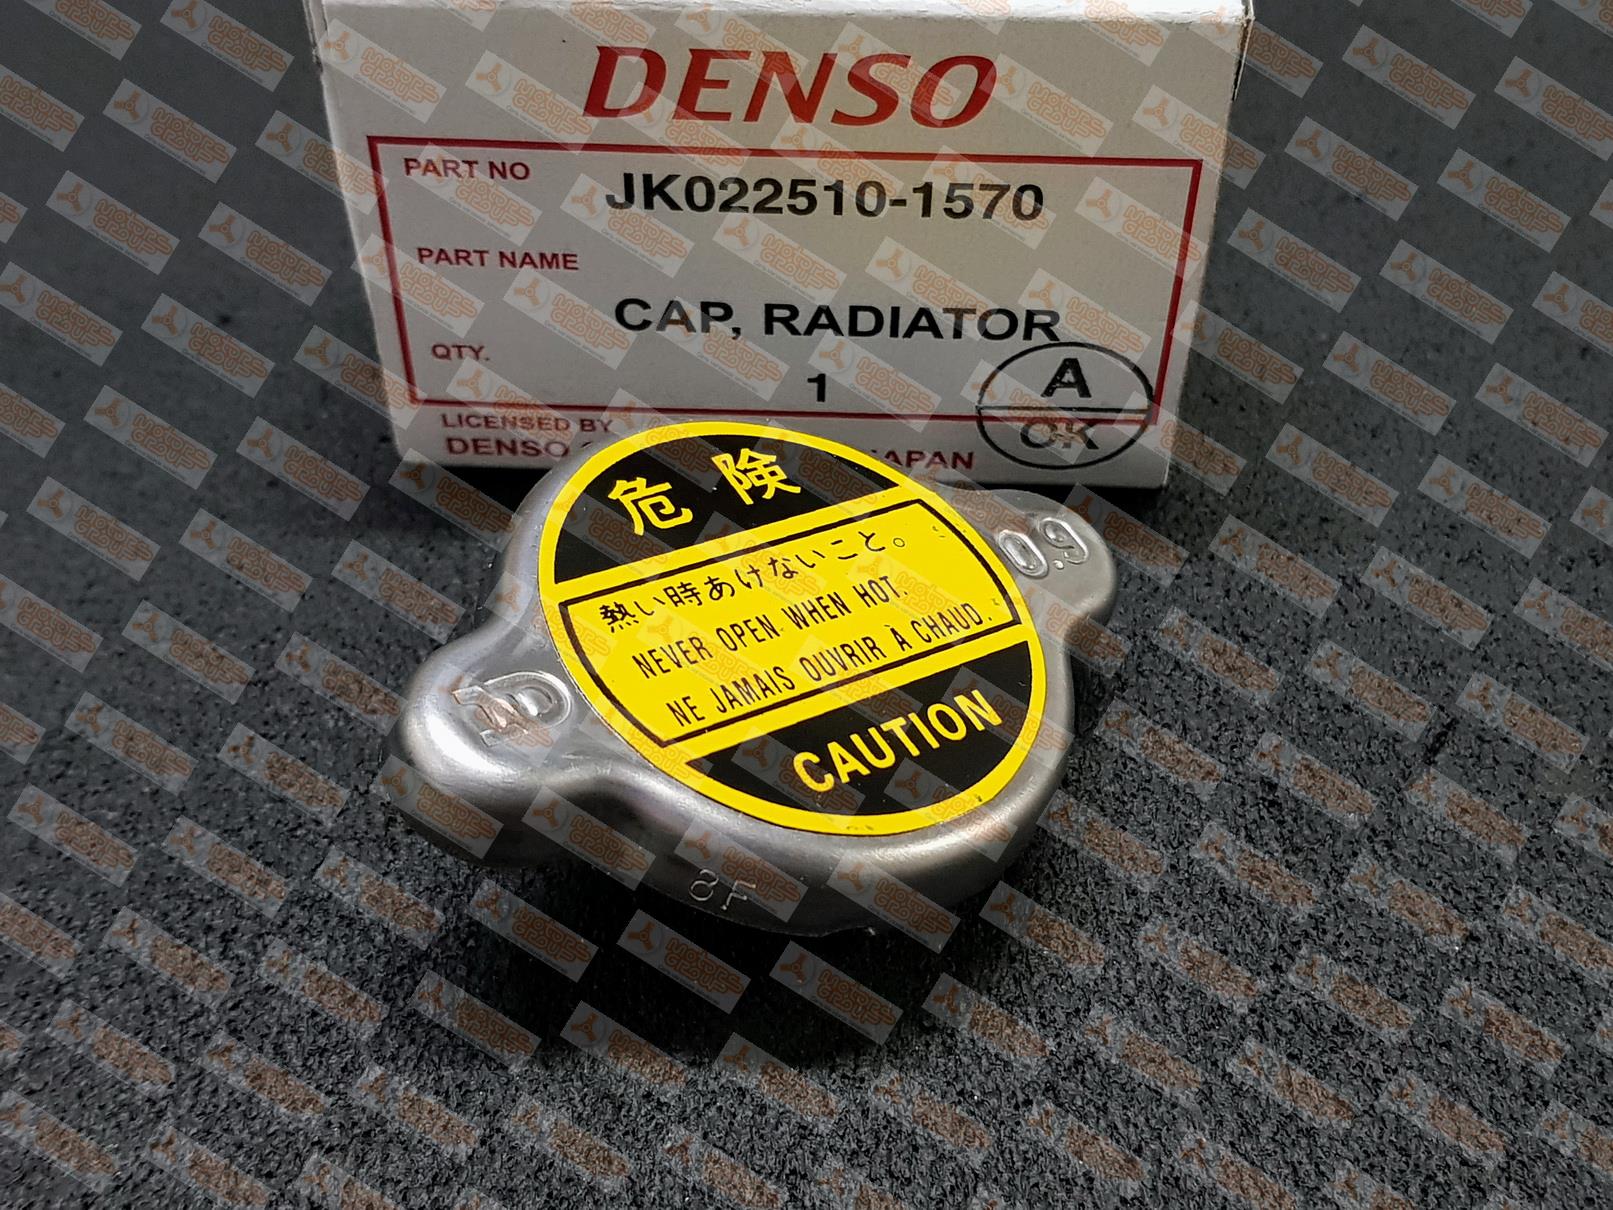 DENSO
PART NO
JK022510-1570
PART NAME
CAP, RADIATOR
QTY.
1
A
OK
LICENSED BY
DENSO
JAPAN
危険
熱い時あけないこと。
NEVER OPEN WHEN HOT.
NE JAMAIS OUVRIR À CHAUD.
CAUTION
0.9
8F